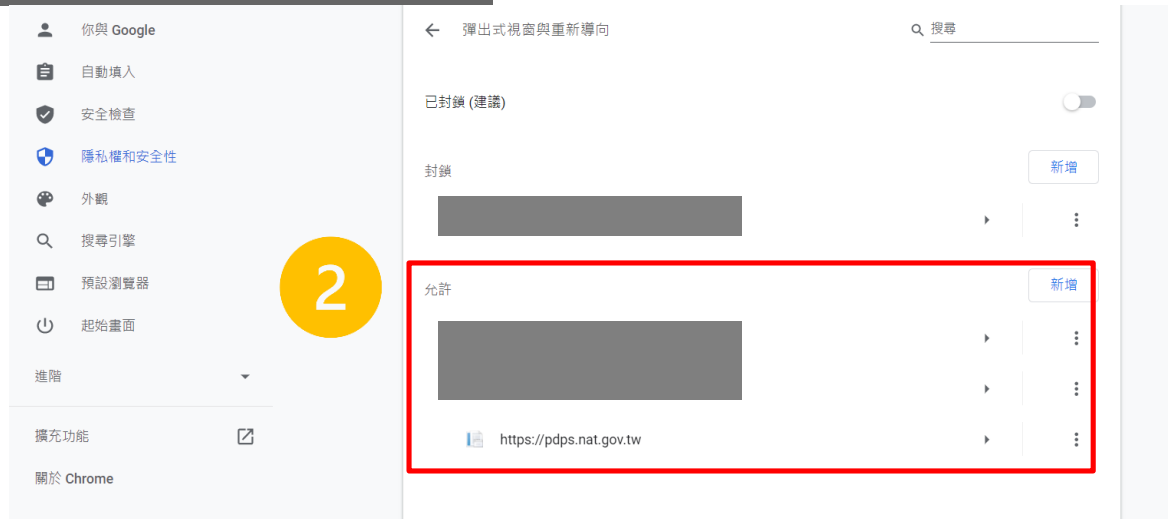 你與 Google
自動填入
安全檢查
隱私權和安全性
外觀
搜尋引擎
預設瀏覽器
起始畫面
進階
擴充功能
關於 Chrome
2
彈出式視窗與重新導向
搜尋
已封鎖 (建議)
封鎖
新增
允許
新增
https://pdps.nat.gov.tw